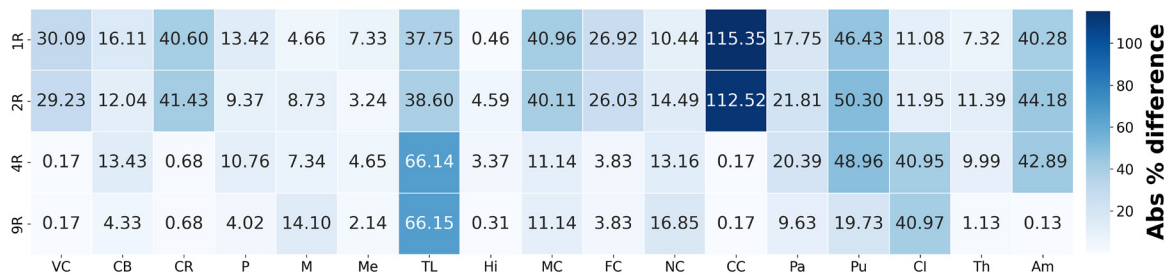 1R 30.09 16.11 40.60 13.42 4.66 7.33 37.75 0.46 40.96 26.92 10.44 115.35 17.75 46.43 11.08 7.32 40.28
2R 29.23 12.04 41.43 9.37 8.73 3.24 38.60 4.59 40.11 26.03 14.49 112.52 21.81 50.30 11.95 11.39 44.18
4R 0.17 13.43 0.68 10.76 7.34 4.65 66.14 3.37 11.14 3.83 13.16 0.17 20.39 48.96 40.95 9.99 42.89
9R 0.17 4.33 0.68 4.02 14.10 2.14 66.15 0.31 11.14 3.83 16.85 0.17 9.63 19.73 40.97 1.13 0.13
VC CB CR P M Me TL Hi MC FC NC CC Pa Pu Cl Th Am
100
80
60
40
20
Abs % difference